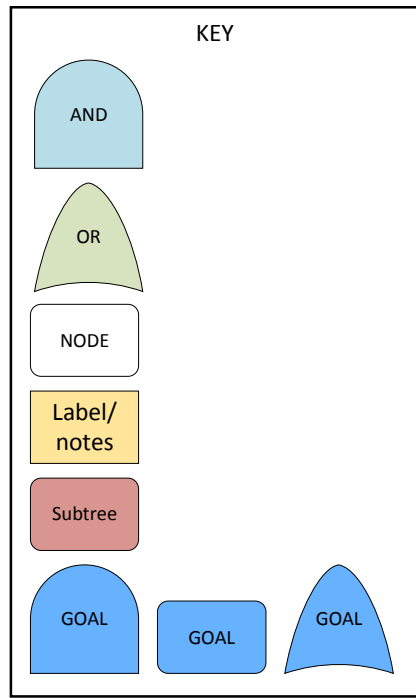 KEY
AND
OR
NODE
Label/
notes
Subtree
GOAL
GOAL
GOAL